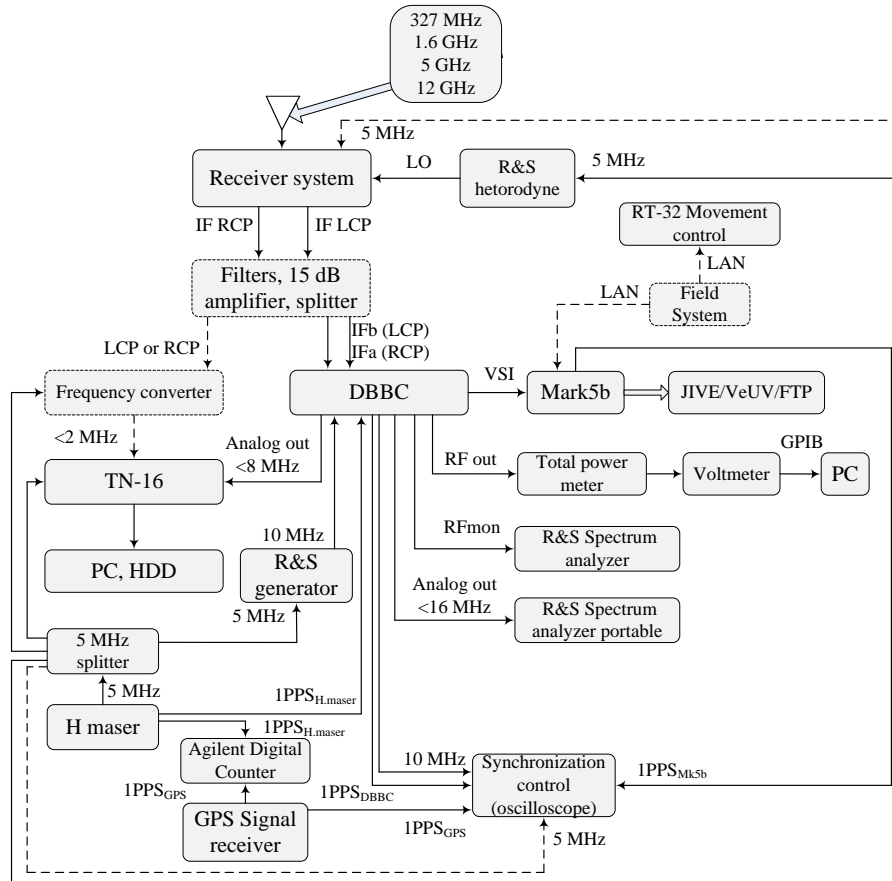 327 MHz
1.6 GHz
5 GHz
12 GHz
5 MHz
Receiver system
LO
R&S
hetorodyne
5 MHz
IF RCP
IF LCP
RT-32 Movement
control
LAN
Filters, 15 dB
amplifier, splitter
LAN
Field
System
LCP or RCP
IFb (LCP)
IFa (RCP)
Frequency converter
DBBC
VSI
Mark5b
JIVE/VeUV/FTP
<2 MHz
Analog out
<8 MHz
TN-16
RF out
Total power
meter
Voltmeter
GPIB
PC
10 MHz
RFmon
R&S Spectrum
analyzer
PC, HDD
R&S
generator
Analog out
<16 MHz
R&S Spectrum
analyzer portable
5 MHz
5 MHz
splitter
5 MHz
1PPSH.maser
H maser
1PPSH.maser
Agilent Digital
Counter
10 MHz
Synchronization
control
(oscilloscope)
1PPSMk5b
1PPSGPS
1PPSDBBC
GPS Signal
receiver
1PPSGPS
5 MHz